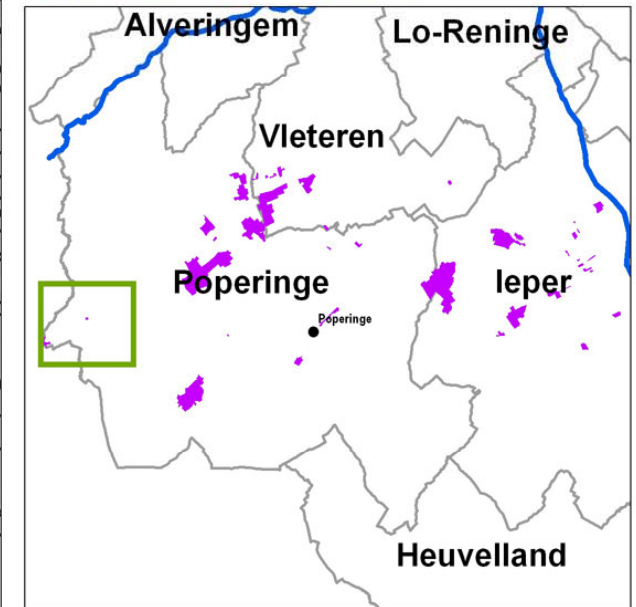 Alveringem
Lo-Reninge
Vleteren
Poperinge
Ieper
Poperinge
Heuvelland